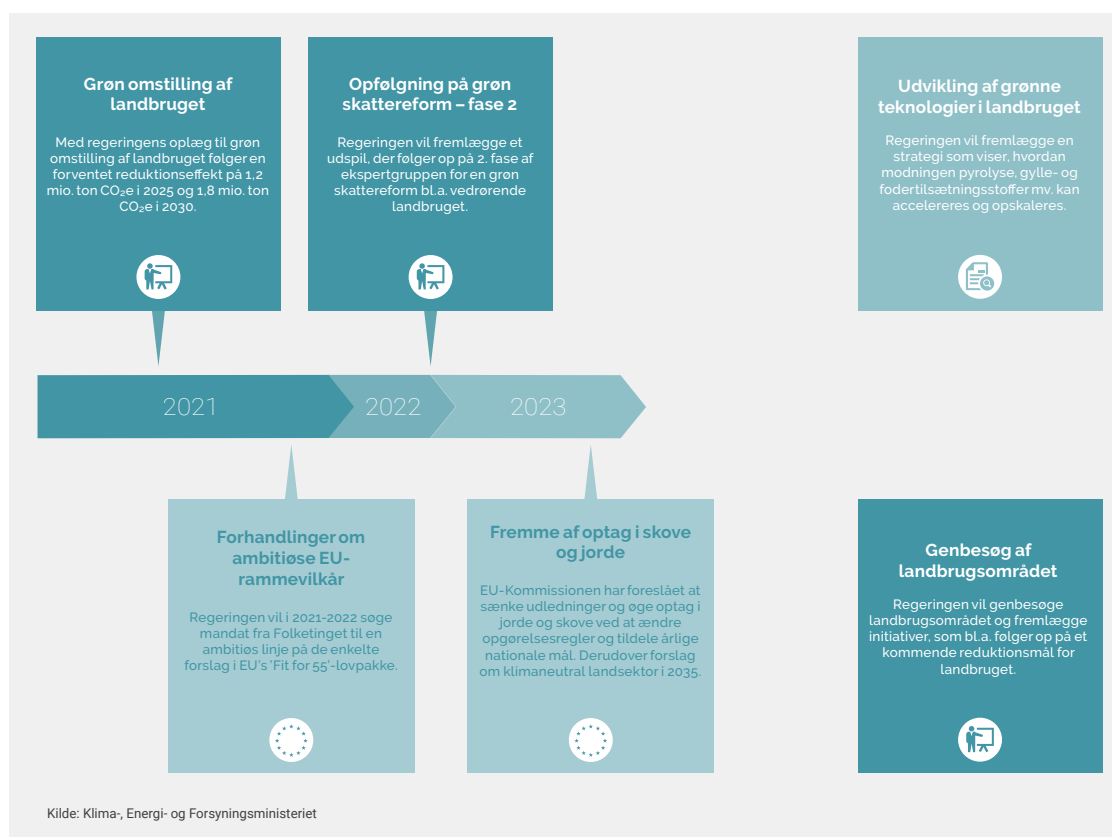 Grøn omstilling af
landbruget
Med regeringens oplæg til grøn
omstilling af landbruget følger en
forventet reduktionseffekt på 1,2
mio. ton CO₂e i 2025 og 1,8 mio. ton
CO₂e i 2030.
Opfølgning på grøn
skattereform – fase 2
Regeringen vil fremlægge et
udspil, der følger op på 2. fase af
ekspertgruppen for en grøn
skattereform bl.a. vedrørende
landbruget.
Udvikling af grønne
teknologier i landbruget
Regeringen vil fremlægge en
strategi som viser, hvordan
modningen pyrolyse, gylle- og
fodertilsætningsstoffer mv. kan
accelereres og opskaleres.
2021
2022
2023
Forhandlinger om
ambitiøse EU-
rammevilkår
Regeringen vil i 2021-2022 søge
mandat fra Folketinget til en
ambitiøs linje på de enkelte
forslag i EU's 'Fit for 55'-lovpakke.
Fremme af optag i skove
og jorde
EU-Kommissionen har foreslået at
sænke udledninger og øge optag i
jorde og skove ved at ændre
opgørelsesregler og tildele årlige
nationale mål. Derudover forslag
om klimaneutral landsektor i 2035.
Genbesøg af
landbrugsområdet
Regeringen vil genbesøge
landbrugsområdet og fremlægge
initiativer, som bl.a. følger op på et
kommende reduktionsmål for
landbruget.
Kilde: Klima-, Energi- og Forsyningsministeriet